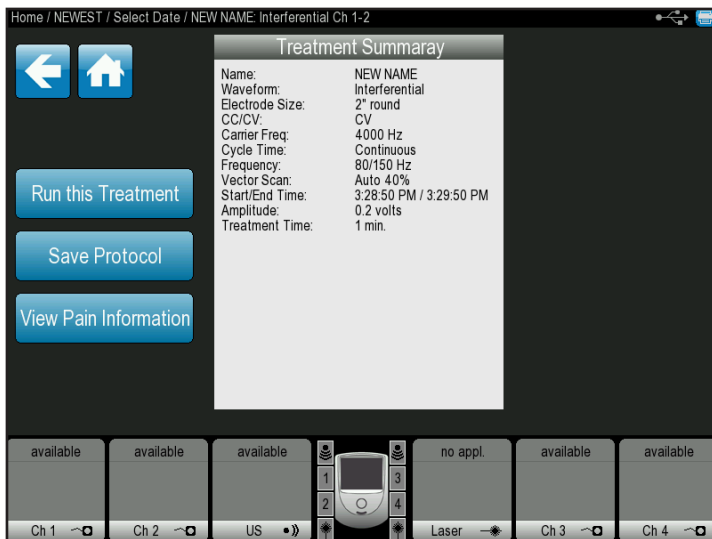 Home / NEWEST / Select Date / NEW NAME: Interferential Ch 1-2
Treatment Summaray
Name: NEW NAME
Waveform: Interferential
Electrode Size: 2" round
CC/CV: CV
Carrier Freq: 4000 Hz
Cycle Time: Continuous
Frequency: 80/150 Hz
Vector Scan: Auto 40%
Start/End Time: 3:28:50 PM / 3:29:50 PM
Amplitude: 0.2 volts
Treatment Time: 1 min.
Run this Treatment
Save Protocol
View Pain Information
available available available no appl. available available
1 3
2 4
Ch 1 Ch 2 US Laser Ch 3 Ch 4